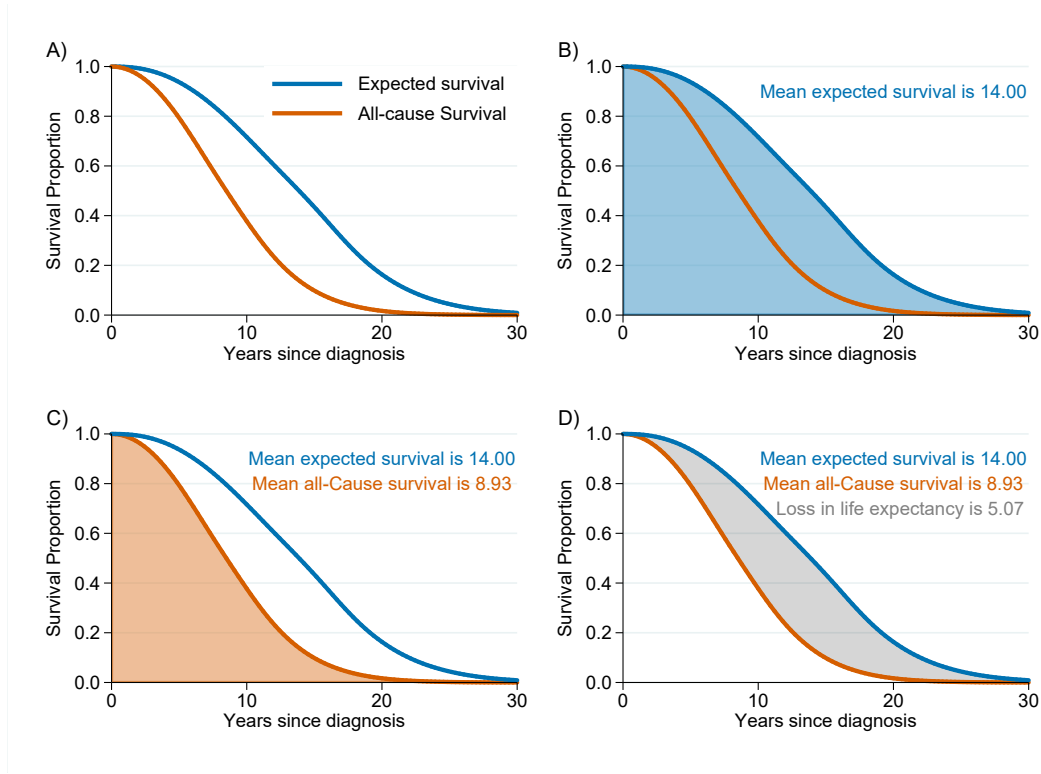 A)
1.0
0.8
0.6
0.4
0.2
0.0
Survival Proportion
Expected survival
All-cause Survival
0 10 20 30
Years since diagnosis
B)
1.0
0.8
0.6
0.4
0.2
0.0
Survival Proportion
Mean expected survival is 14.00
0 10 20 30
Years since diagnosis
C)
1.0
0.8
0.6
0.4
0.2
0.0
Survival Proportion
Mean expected survival is 14.00
Mean all-Cause survival is 8.93
0 10 20 30
Years since diagnosis
D)
1.0
0.8
0.6
0.4
0.2
0.0
Survival Proportion
Mean expected survival is 14.00
Mean all-Cause survival is 8.93
Loss in life expectancy is 5.07
0 10 20 30
Years since diagnosis